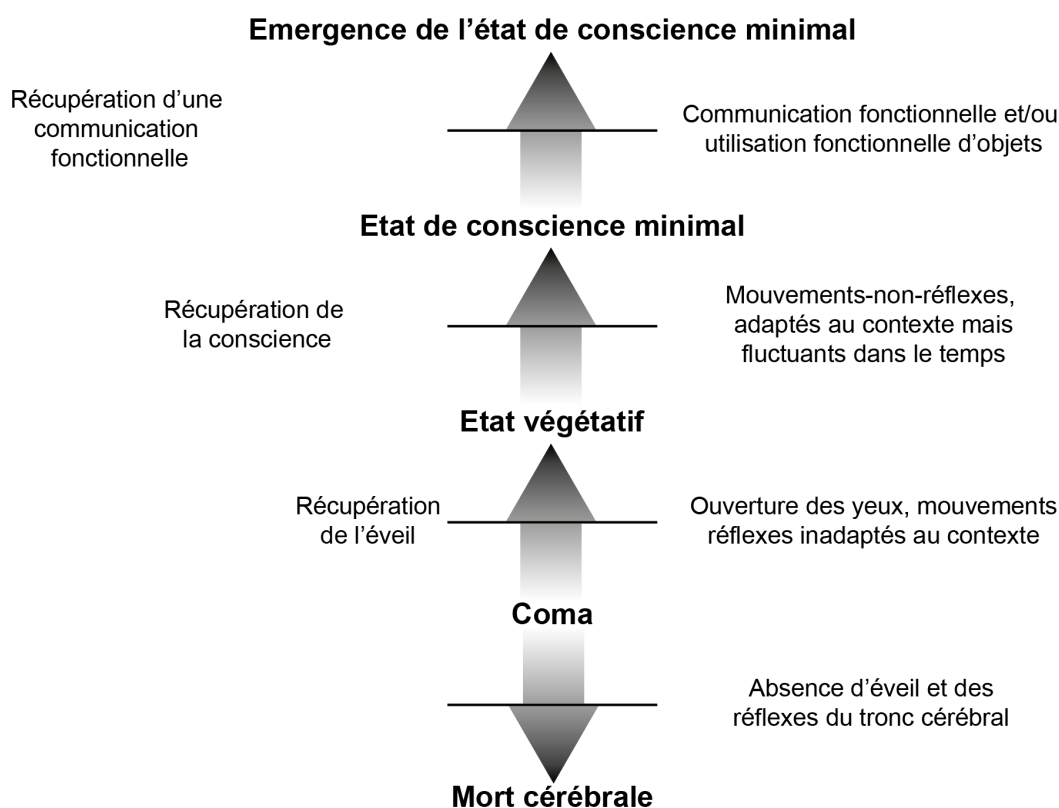 Emergence de l'état de conscience minimal
Récupération d'une
communication
fonctionnelle
Communication fonctionnelle et/ou
utilisation fonctionnelle d'objets
Etat de conscience minimal
Récupération de
la conscience
Mouvements-non-réflexes,
adaptés au contexte mais
fluctuants dans le temps
Etat végétatif
Récupération
de l'éveil
Ouverture des yeux, mouvements
réflexes inadaptés au contexte
Coma
Absence d'éveil et des
réflexes du tronc cérébral
Mort cérébrale